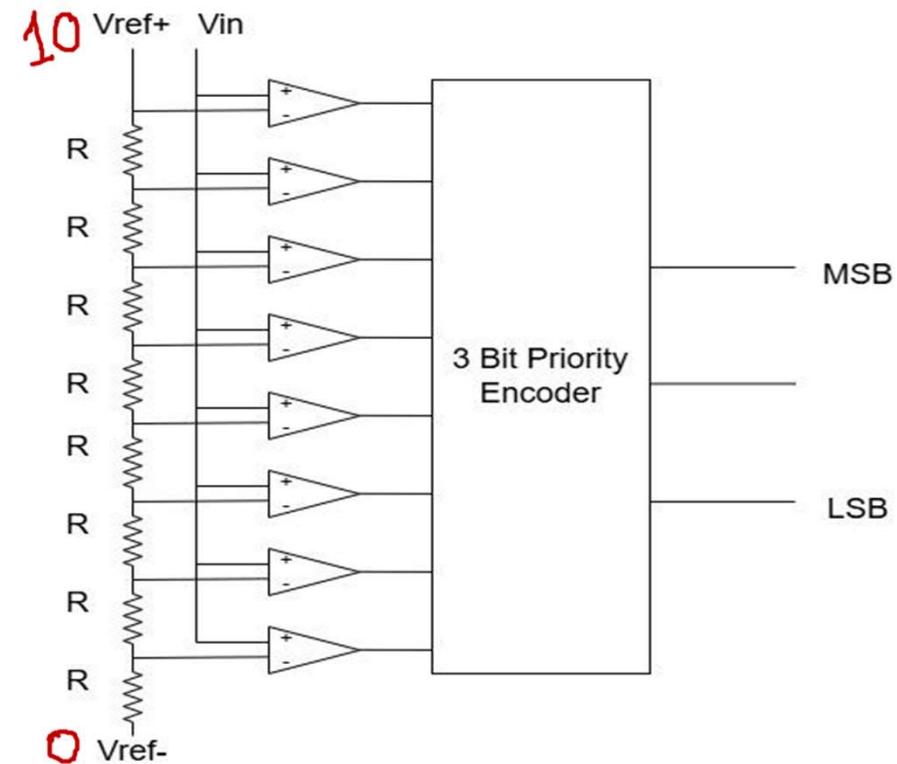 10 Vref+ Vin
+
-
R
+
-
R
+
-
R
+
-
R
+
-
R
+
-
R
+
-
R
+
-
R
3 Bit Priority
Encoder
MSB
LSB
0 Vref-